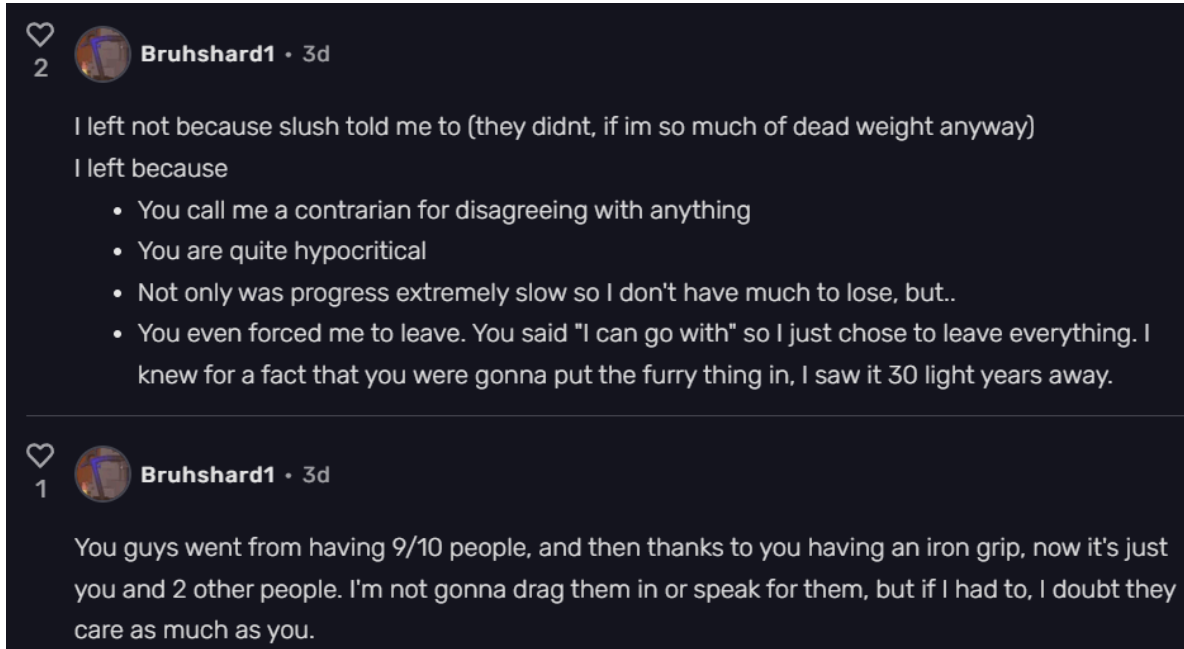 Bruhshard1 • 3d
2
I left not because slush told me to (they didnt, if im so much of dead weight anyway)
I left because
• You call me a contrarian for disagreeing with anything
• You are quite hypocritical
• Not only was progress extremely slow so I don't have much to lose, but..
• You even forced me to leave. You said "I can go with" so I just chose to leave everything. I
knew for a fact that you were gonna put the furry thing in, I saw it 30 light years away.
Bruhshard1 • 3d
1
You guys went from having 9/10 people, and then thanks to you having an iron grip, now it's just
you and 2 other people. I'm not gonna drag them in or speak for them, but if I had to, I doubt they
care as much as you.